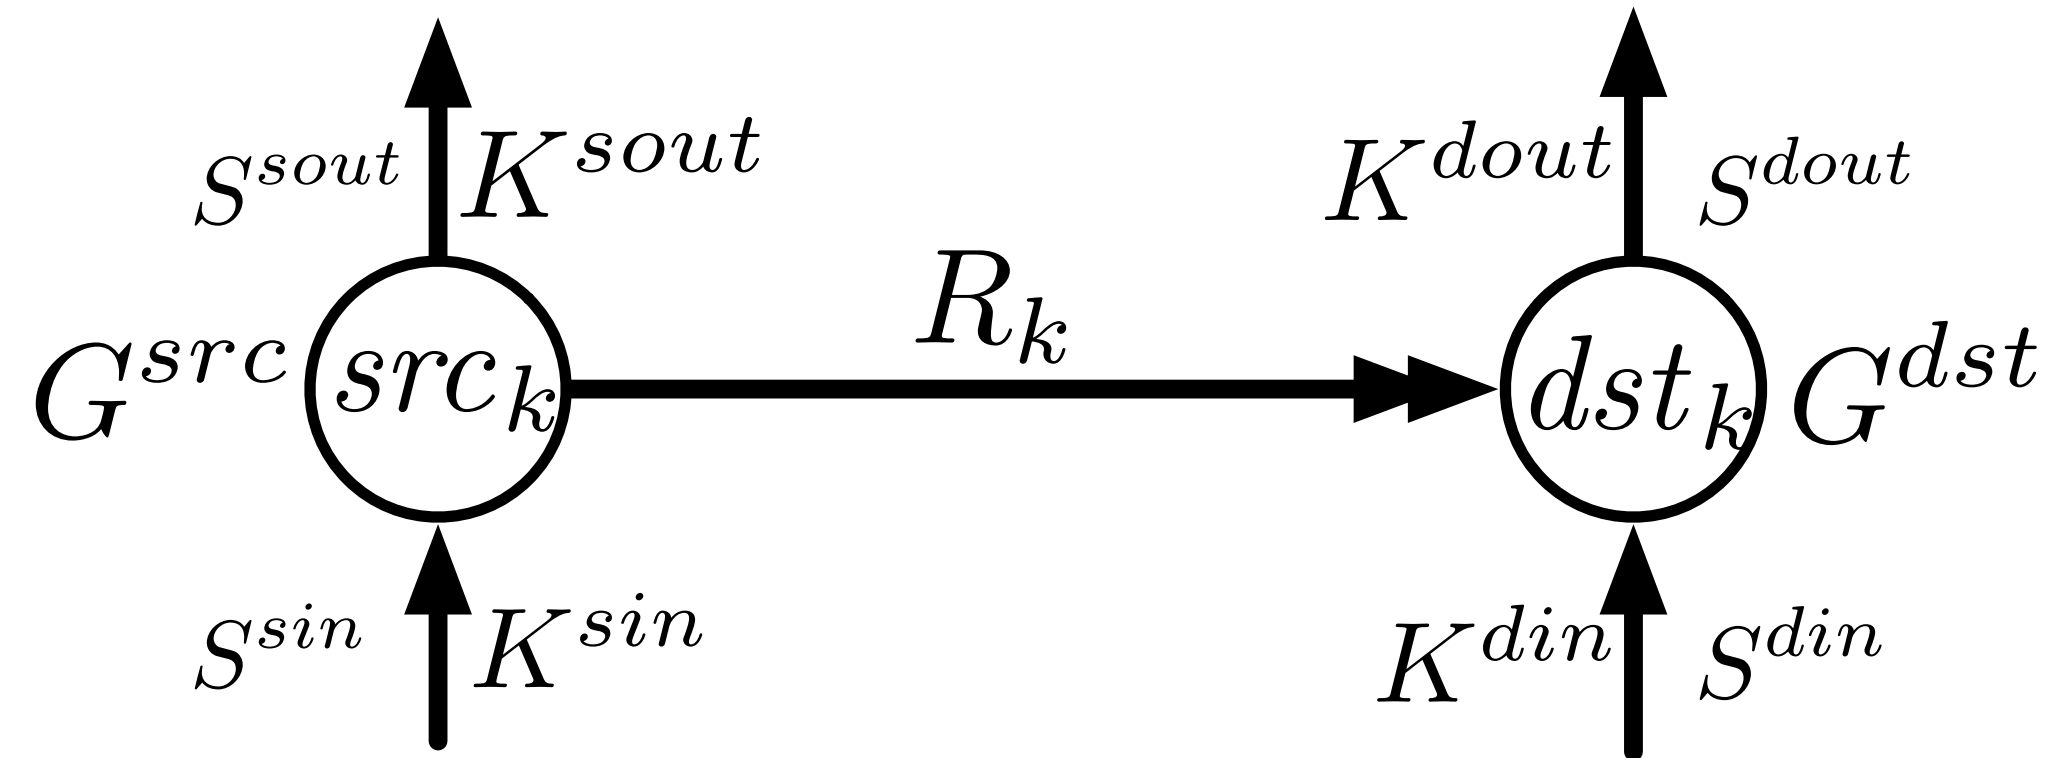 S^{sout} K^{sout} K^{dout} S^{dout}
R_k
G^{src} src_k dst_k G^{dst}
S^{sin} K^{sin} K^{din} S^{din}